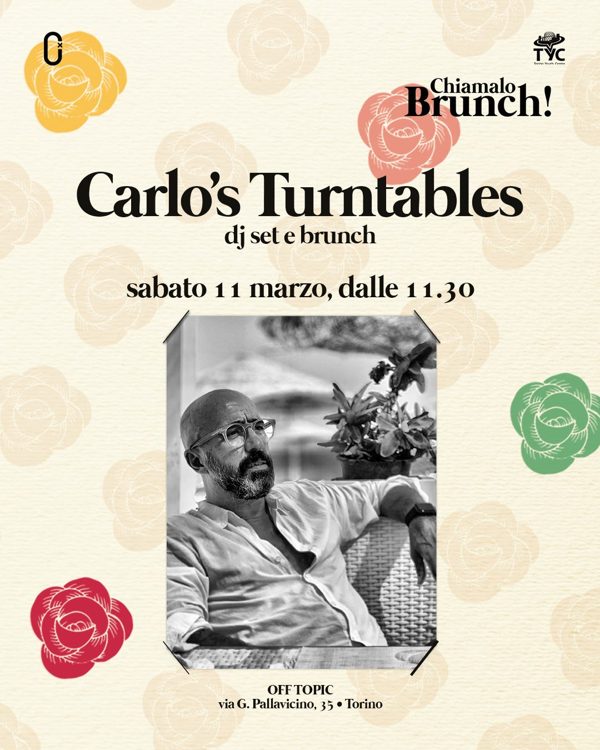 TYC
Chiamalo
Brunch!
Carlo's Turntables
dj set e brunch
sabato 11 marzo, dalle 11.30
OFF TOPIC
via G. Pallavicino, 35 • Torino